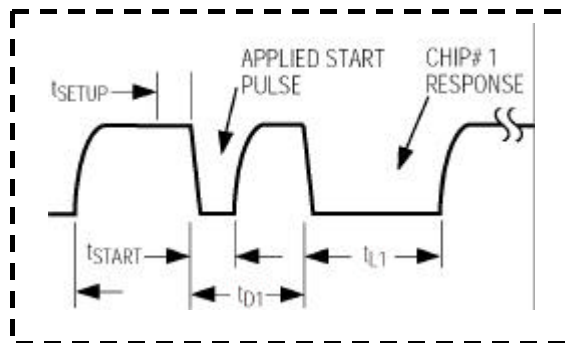 APPLIED START
PULSE
CHIP# 1
RESPONSE
tSETUP
tSTART
tD1
tL1